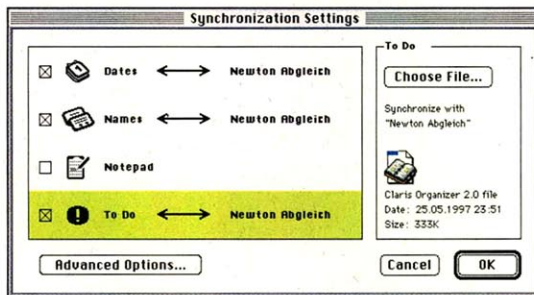 Synchronization Settings
Dates Newton Abgleich
Names Newton Abgleich
Notepad
To Do Newton Abgleich
To Do
Choose File...
Synchronize with
"Newton Abgleich"
Claris Organizer 2.0 file
Date: 25.05.1997 23:51
Size: 333K
Advanced Options...
Cancel
OK